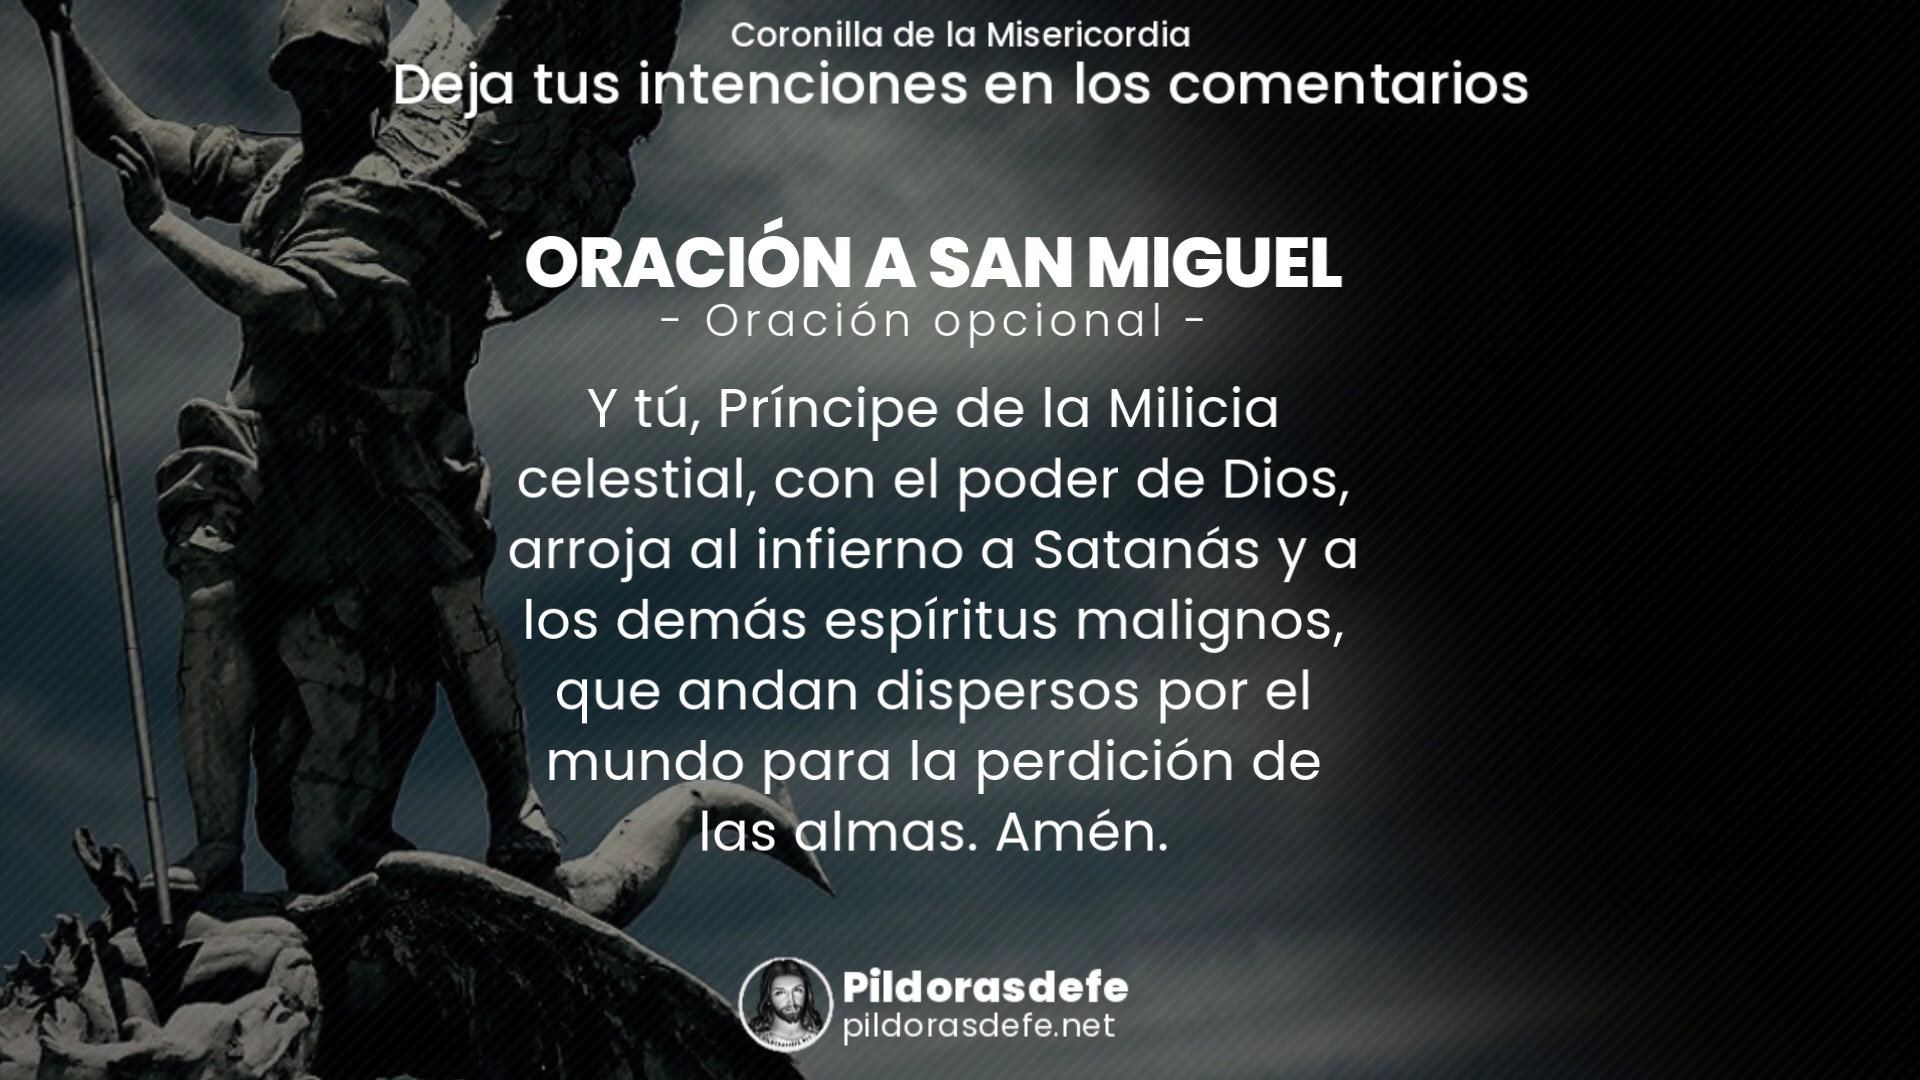 Coronilla de la Misericordia
Deja tus intenciones en los comentarios
ORACIÓN A SAN MIGUEL
- Oración opcional -
Y tú, Príncipe de la Milicia
celestial, con el poder de Dios,
arroja al infierno a Satanás y a
los demás espíritus malignos,
que andan dispersos por el
mundo para la perdición de
las almas. Amén.
Pildorasdefe
pildorasdefe.net